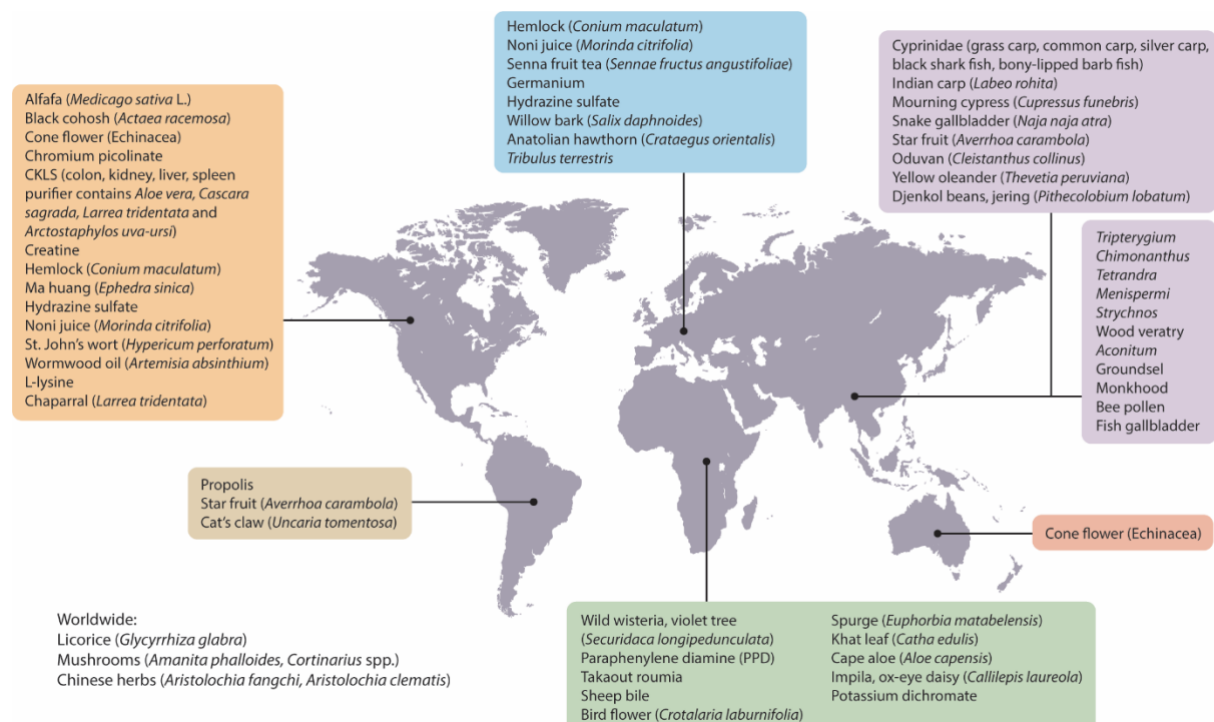 Hemlock (Conium maculatum)
Noni juice (Morinda citrifolia)
Senna fruit tea (Sennae fructus angustifoliae)
Germanium
Hydrazine sulfate
Willow bark (Salix daphnoides)
Anatolian hawthorn (Crataegus orientalis)
Tribulus terrestris
Cyprinidae (grass carp, common carp, silver carp,
black shark fish, bony-lipped barb fish)
Indian carp (Labeo rohita)
Mourning cypress (Cupressus funebris)
Snake gallbladder (Naja naja atra)
Star fruit (Averrhoa carambola)
Oduvan (Cleistanthus collinus)
Yellow oleander (Thevetia peruviana)
Djenkol beans, jering (Pithecolobium lobatum)
Alfafa (Medicago sativa L.)
Black cohosh (Actaea racemosa)
Cone flower (Echinacea)
Chromium picolinate
CKLS (colon, kidney, liver, spleen
purifier contains Aloe vera, Cascara
sagrada, Larrea tridentata and
Arctostaphylos uva-ursi)
Creatine
Hemlock (Conium maculatum)
Ma huang (Ephedra sinica)
Hydrazine sulfate
Noni juice (Morinda citrifolia)
St. John's wort (Hypericum perforatum)
Wormwood oil (Artemisia absinthium)
L-lysine
Chaparral (Larrea tridentata)
Tripterygium
Chimonanthus
Tetrandra
Menispermi
Strychnos
Wood veratry
Aconitum
Groundsel
Monkhood
Bee pollen
Fish gallbladder
Propolis
Star fruit (Averrhoa carambola)
Cat's claw (Uncaria tomentosa)
Cone flower (Echinacea)
Worldwide:
Licorice (Glycyrrhiza glabra)
Mushrooms (Amanita phalloides, Cortinarius spp.)
Chinese herbs (Aristolochia fangchi, Aristolochia clematis)
Wild wisteria, violet tree
(Securidaca longipedunculata)
Paraphenylene diamine (PPD)
Takaout roumia
Sheep bile
Bird flower (Crotalaria laburnifolia)
Spurge (Euphorbia matabelensis)
Khat leaf (Catha edulis)
Cape aloe (Aloe capensis)
Impila, ox-eye daisy (Callilepis laureola)
Potassium dichromate